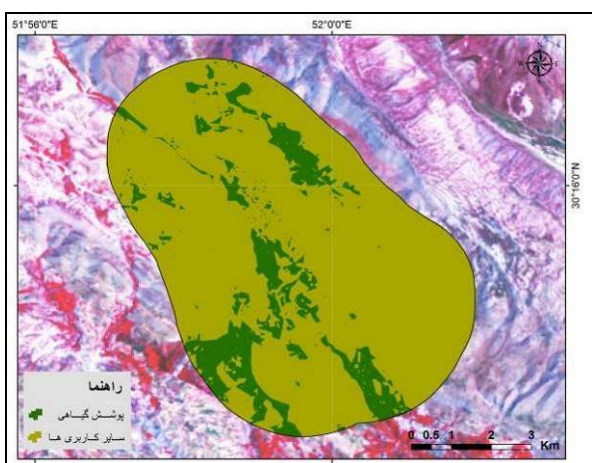 51°56'0"E 52°0'0"E
N
W E
S
30°16'0"N
راهنما
پوشش گیاهی
سایر کاربری ها
0 0.5 1 2 3
Km